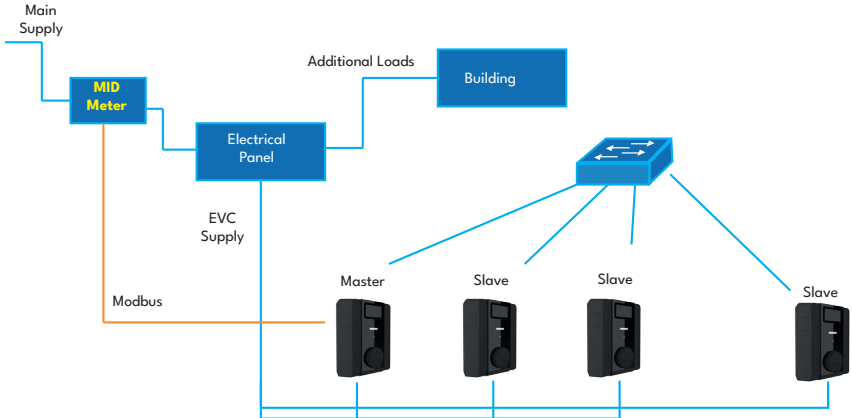 Main
Supply
MID
Meter
Additional Loads
Building
Electrical
Panel
EVC
Supply
Modbus
Master
Slave
Slave
Slave